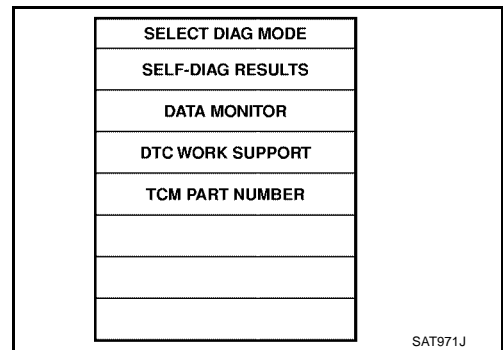 SELECT DIAG MODE
SELF-DIAG RESULTS
DATA MONITOR
DTC WORK SUPPORT
TCM PART NUMBER
SAT971J